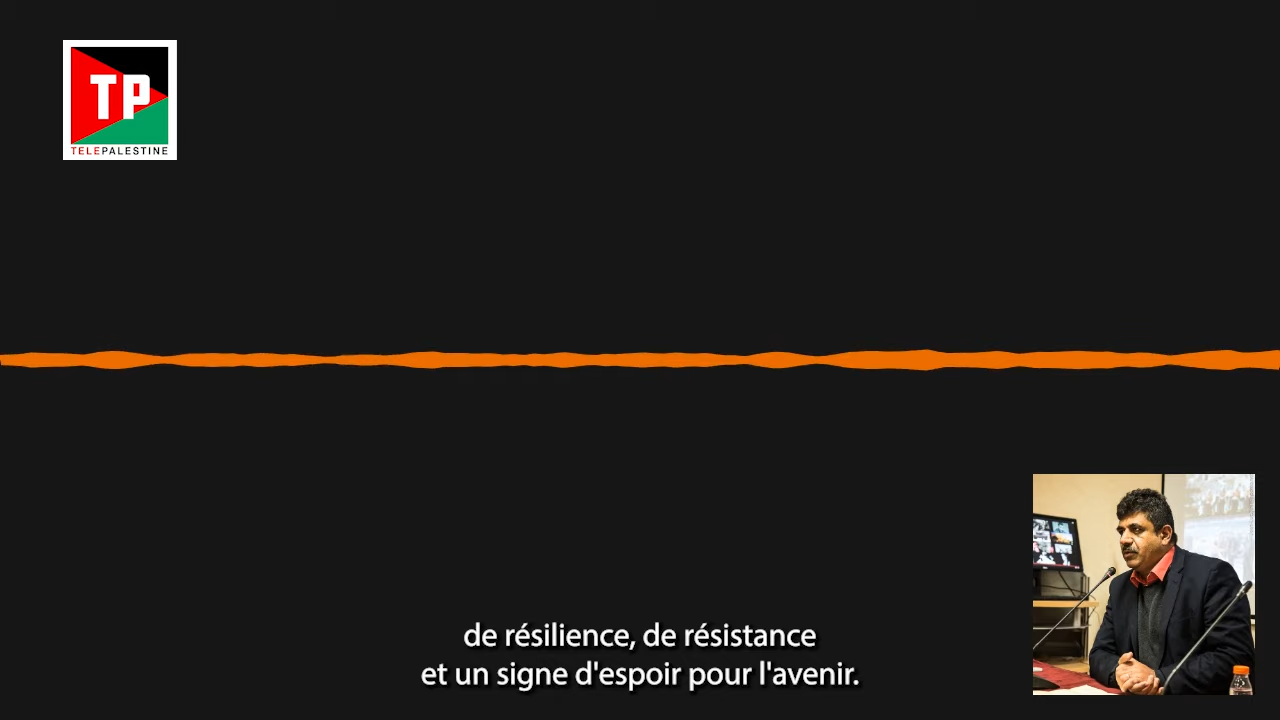 TP
TELEPALESTINE
de résilience, de résistance
et un signe d'espoir pour l'avenir.